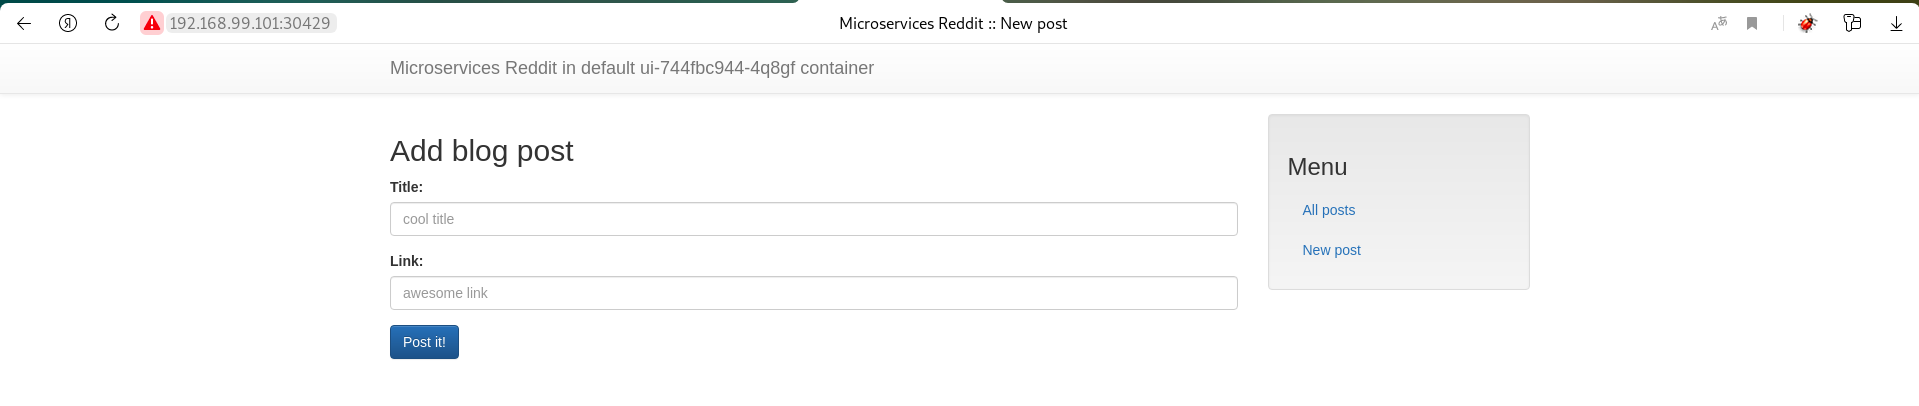 192.168.99.101:30429
Microservices Reddit :: New post
Microservices Reddit in default ui-744fbc944-4q8gf container
Add blog post
Title:
cool title
Link:
awesome link
Post it!
Menu
All posts
New post